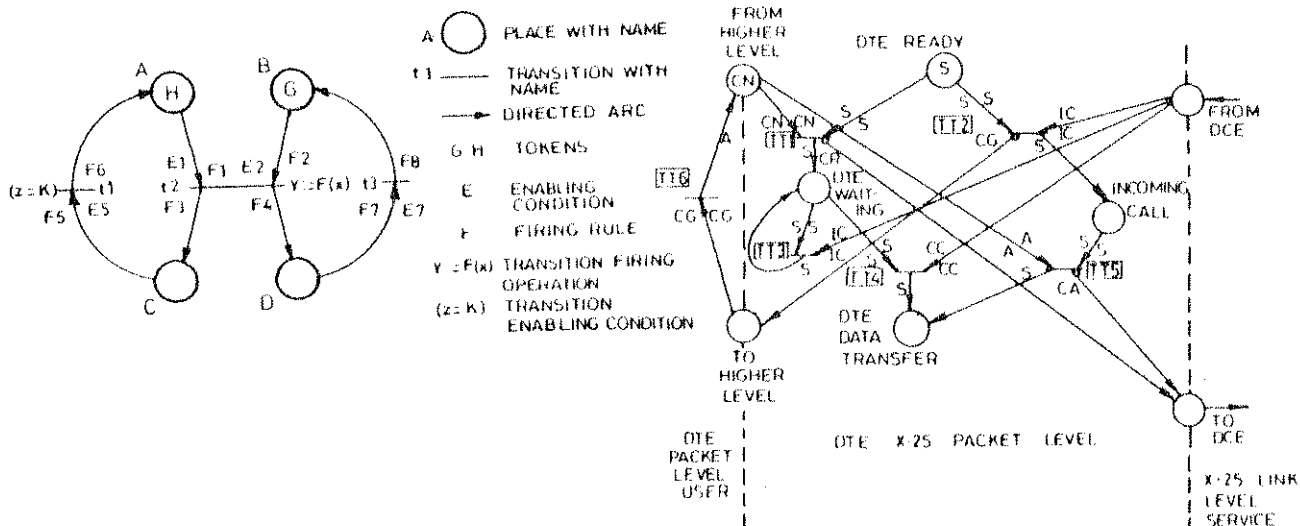 A
B
H
G
E1
F1
E2
F2
F6
(z=K)
t1
t2
Y:=F(x)
t3
F8
F5
E5
F3
F4
F7
E7
C
D
A
PLACE WITH NAME
t1
TRANSITION WITH
NAME
DIRECTED ARC
G H
TOKENS
E
ENABLING
CONDITION
F
FIRING RULE
Y:=F(x)
TRANSITION FIRING
OPERATION
(z=K)
TRANSITION
ENABLING CONDITION
FROM
HIGHER
LEVEL
CN
DTE READY
S
FROM
DCE
CN
CN
TT1
S
S
S
CR
S
S
TT2
CG
S
IC
IC
A
TT6
CG
CG
DTE
WAIT-
ING
INCOMING
CALL
S
S
TT3
S
IC
IC
S
S
TT4
S
CC
CC
A
A
S
S
S
TT5
CA
DTE
DATA
TRANSFER
TO
HIGHER
LEVEL
TO
DCE
DTE
PACKET
LEVEL
USER
DTE X·25 PACKET LEVEL
X·25 LINK
LEVEL
SERVICE